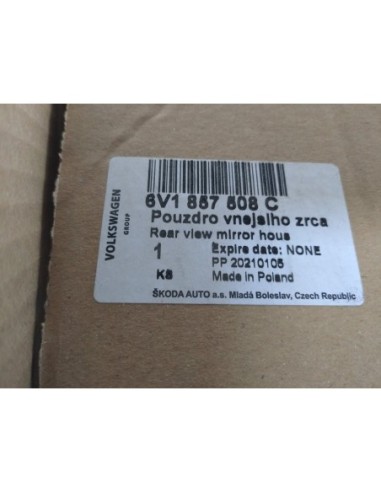 VOLKSWAGEN
GROUP
6V1 857 508 C
Pouzdro vnejsiho zrca
Rear view mirror hous
1 Expire date: NONE
PP 20210105
KS Made in Poland
ŠKODA AUTO a.s. Mladá Boleslav, Czech Republic